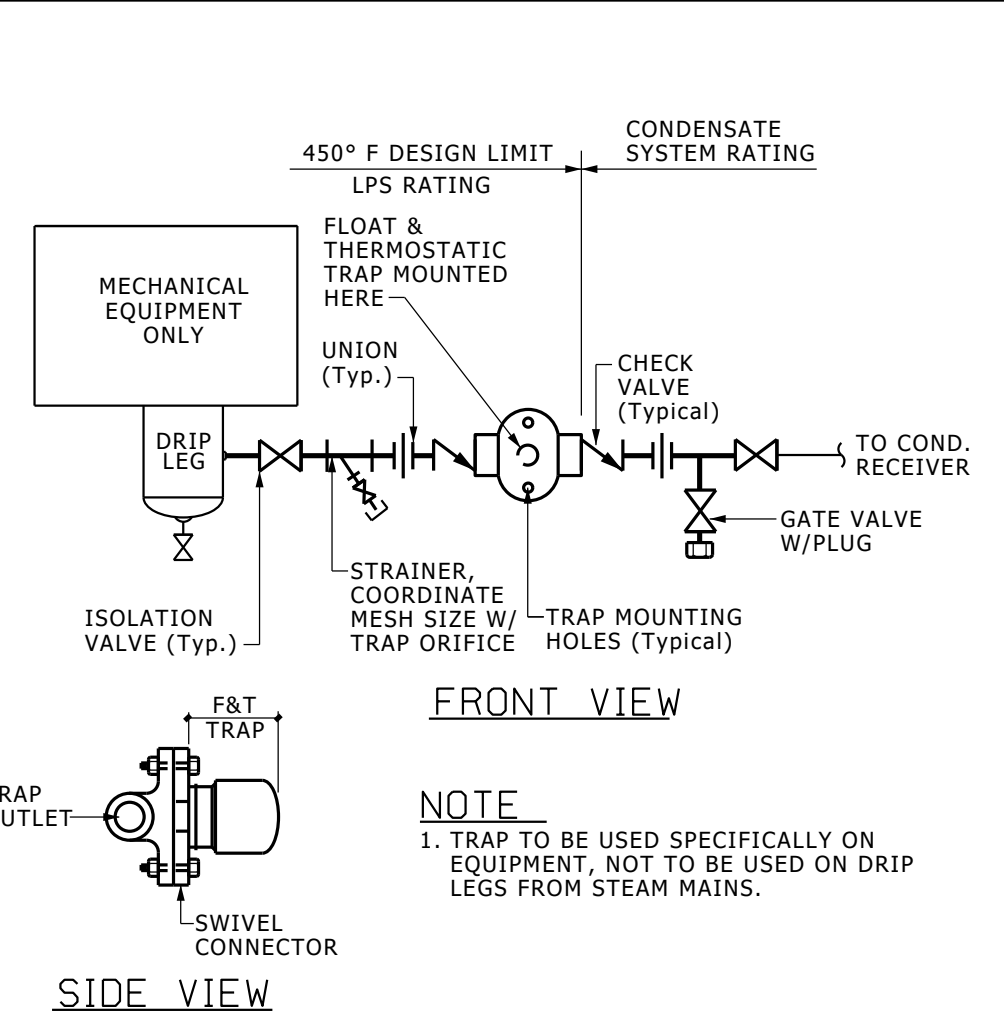 450° F DESIGN LIMIT
LPS RATING
CONDENSATE
SYSTEM RATING
FLOAT &
THERMOSTATIC
TRAP MOUNTED
HERE
MECHANICAL
EQUIPMENT
ONLY
UNION
(Typ.)
CHECK
VALVE
(Typical)
DRIP
LEG
TO COND.
RECEIVER
GATE VALVE
W/PLUG
STRAINER,
COORDINATE
MESH SIZE W/
TRAP ORIFICE
ISOLATION
VALVE (Typ.)
TRAP MOUNTING
HOLES (Typical)
FRONT VIEW
F&T
TRAP
RAP
UTLET
SWIVEL
CONNECTOR
SIDE VIEW
NOTE
1. TRAP TO BE USED SPECIFICALLY ON
EQUIPMENT, NOT TO BE USED ON DRIP
LEGS FROM STEAM MAINS.